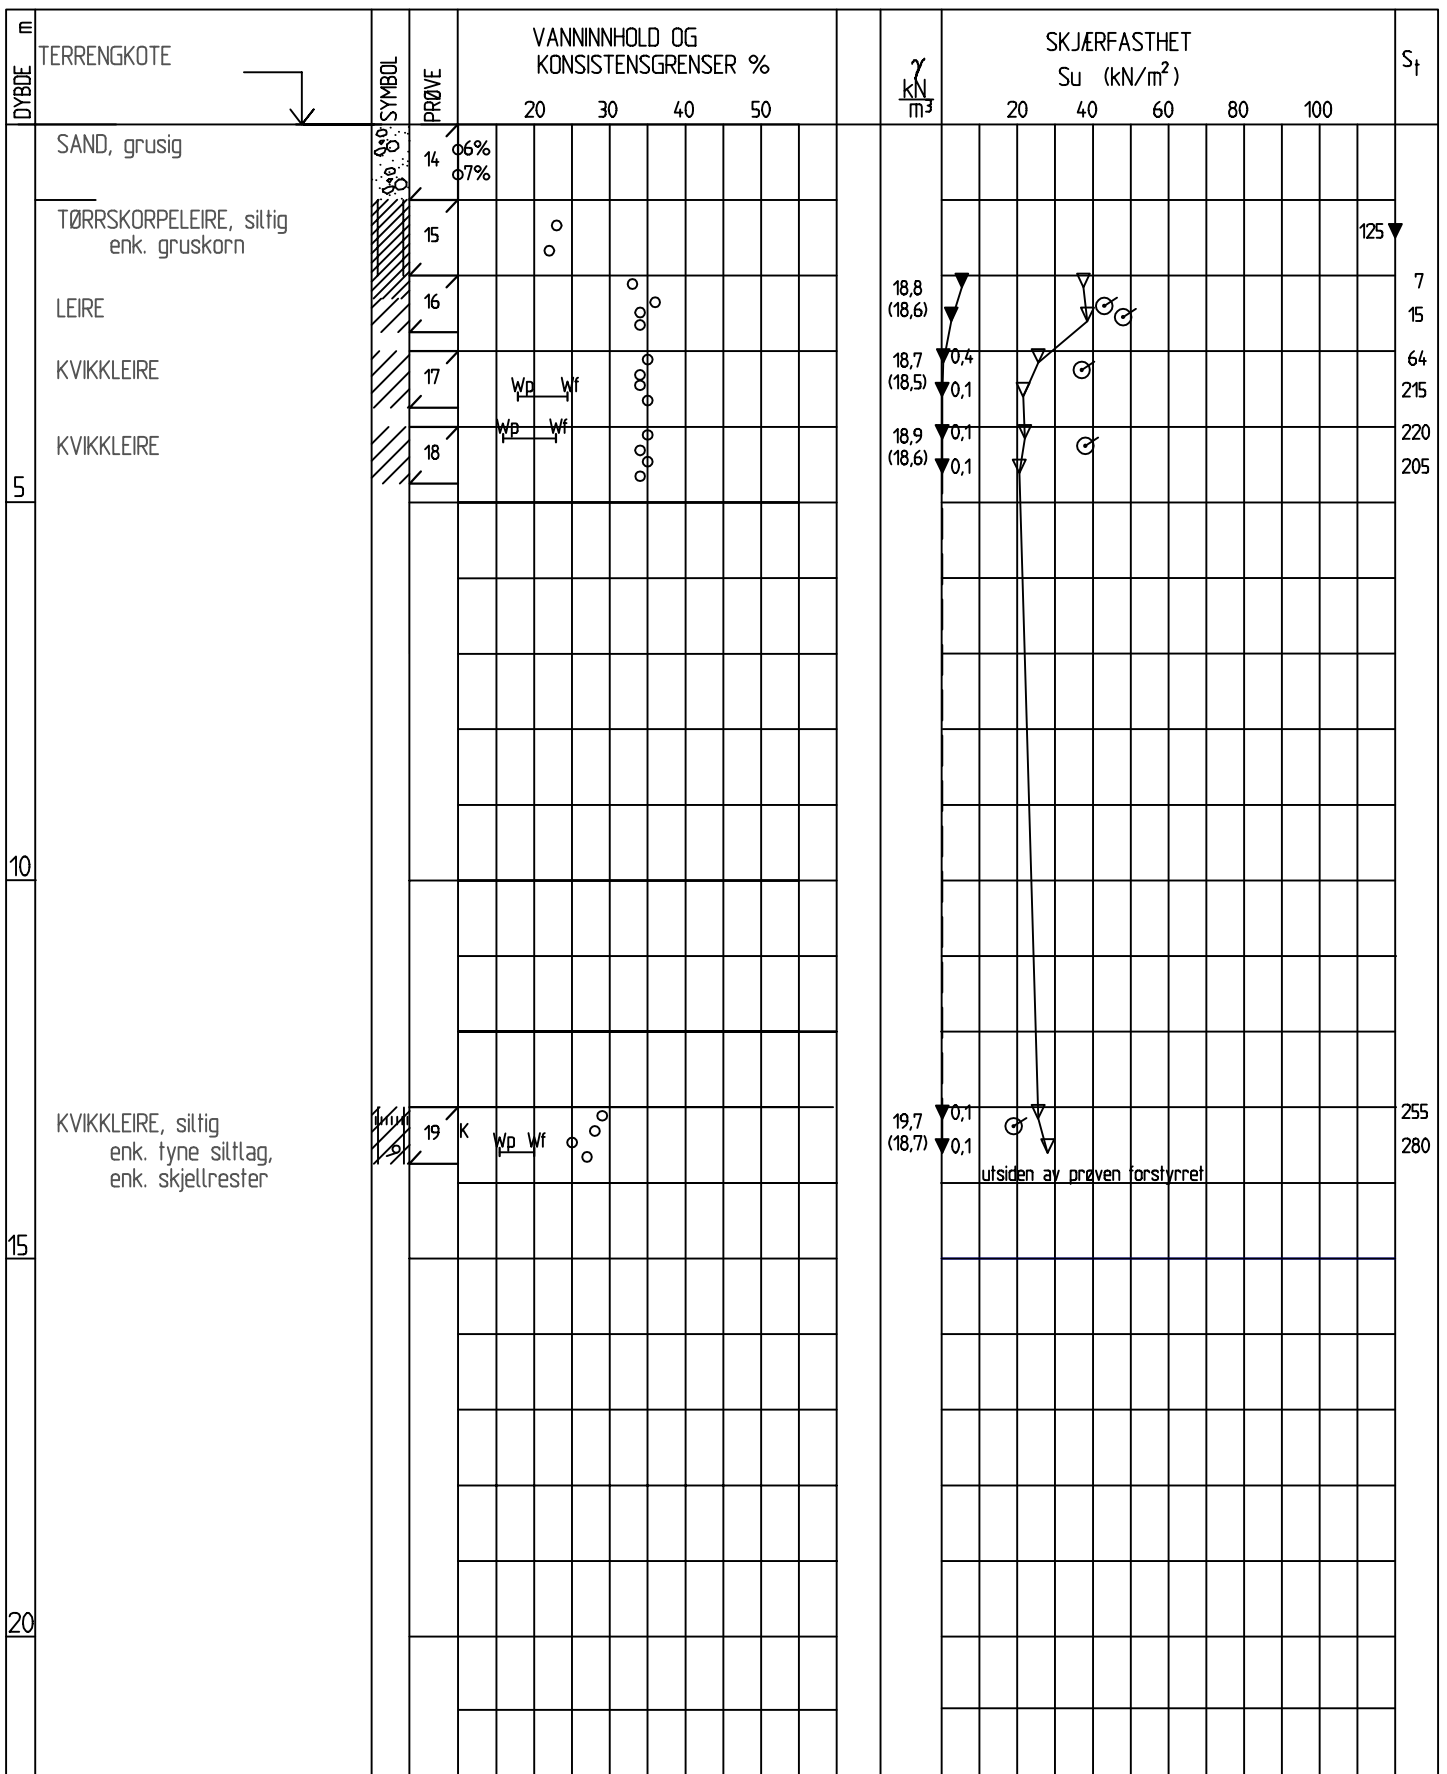 DYBDE m
TERRENGKOTE
SYMBOL
PRØVE
VANNINNHOLD OG
KONSISTENSGRENSER %
20 30 40 50
γ
kN
m³
SKJÆRFASTHET
Su (kN/m²)
20 40 60 80 100
St
SAND, grusig
14
6%
7%
TØRRSKORPELEIRE, siltig
enk. gruskorn
15
125
LEIRE
16
18,8
(18,6)
7
15
KVIKKLEIRE
17
Wp Wf
18,7
(18,5)
0,4
0,1
64
215
KVIKKLEIRE
18
Wp Wf
18,9
(18,6)
0,1
0,1
220
205
5
10
KVIKKLEIRE, siltig
enk. tyne siltlag,
enk. skjellrester
19
K
Wp Wf
19,7
(18,7)
0,1
0,1
255
280
utsiden av prøven forstyrret
15
20